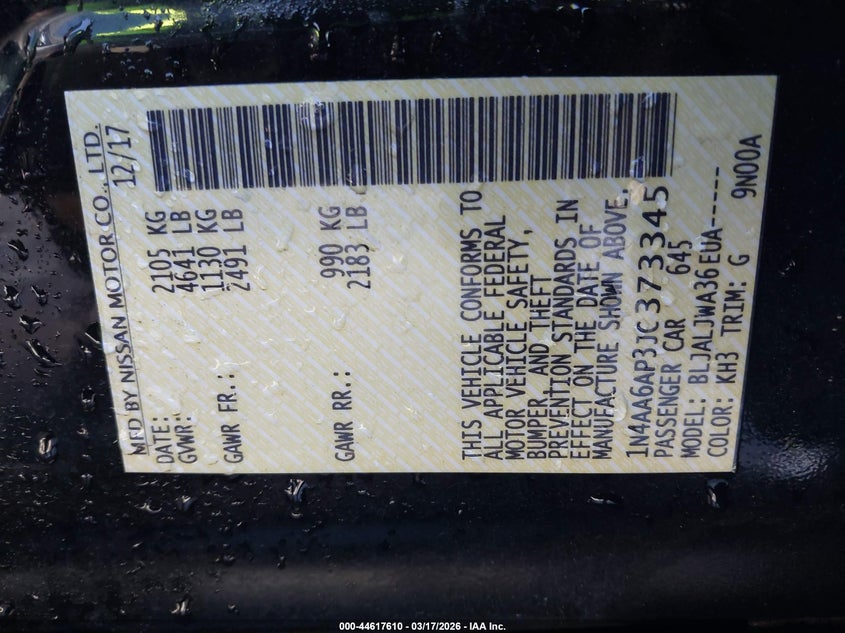 MFD BY NISSAN MOTOR CO., LTD.
DATE: 12/17
GVWR: 2105 KG
4641 LB
GAWR FR.: 1130 KG
2491 LB
GAWR RR.: 990 KG
2183 LB
THIS VEHICLE CONFORMS TO
ALL APPLICABLE FEDERAL
MOTOR VEHICLE SAFETY,
BUMPER, AND THEFT
PREVENTION STANDARDS IN
EFFECT ON THE DATE OF
MANUFACTURE SHOWN ABOVE.
1N4AA6AP3JC373345
PASSENGER CAR 645
MODEL: BLJALJWA36EUA-----
COLOR: KH3 TRIM: G 9N00A
000-44617610 - 03/17/2026 - IAA Inc.